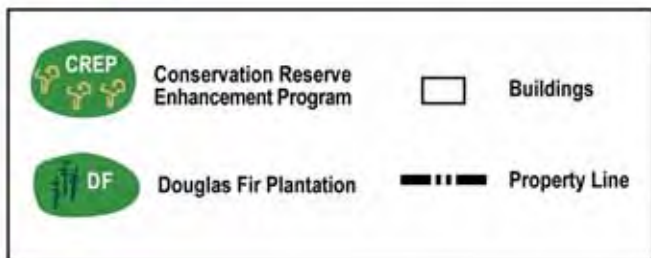 CREP
Conservation Reserve
Enhancement Program
Buildings
DF
Douglas Fir Plantation
Property Line